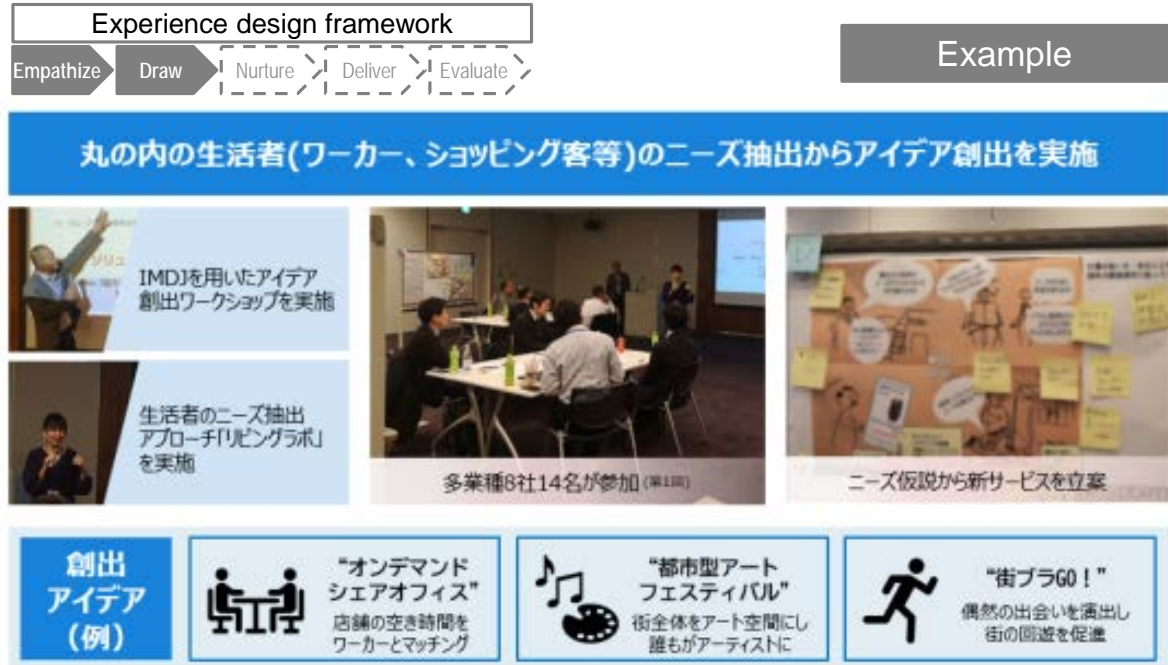 Experience design framework
Empathize
Draw
Nurture
Deliver
Evaluate
Example
丸の内の生活者(ワーカー、ショッピング客等)のニーズ抽出からアイデア創出を実施
IMDJを用いたアイデア
創出ワークショップを実施
生活者のニーズ抽出
アプローチ「リビングラボ」
を実施
多業種8社14名が参加(第1回)
ニーズ仮説から新サービスを立案
創出
アイデア
(例)
“オンデマンド
シェアオフィス”
店舗の空き時間を
ワーカーとマッチング
“都市型アート
フェスティバル”
街全体をアート空間にし
誰もがアーティストに
“街ブラGO！”
偶然の出会いを演出し
街の回遊を促進